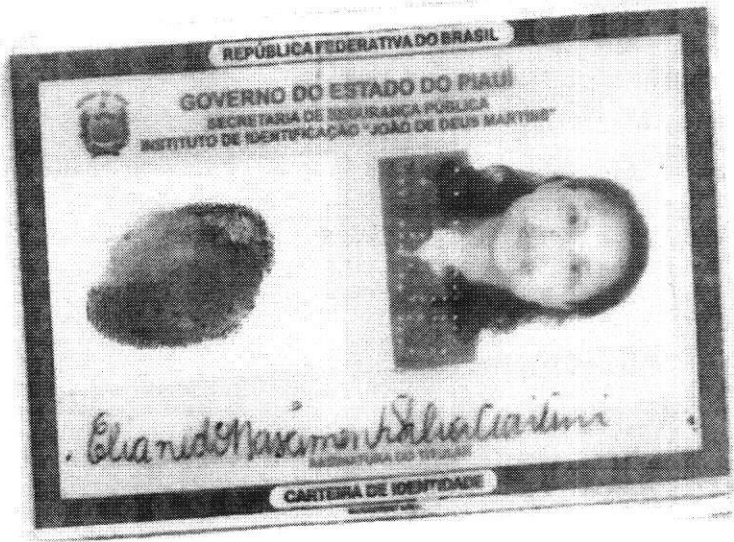 REPÚBLICA FEDERATIVA DO BRASIL
GOVERNO DO ESTADO DO PIAUÍ
SECRETARIA DE SEGURANÇA PÚBLICA
INSTITUTO DE IDENTIFICAÇÃO "JOÃO DE DEUS MARTINS"
ASSINATURA DO TITULAR
CARTEIRA DE IDENTIDADE